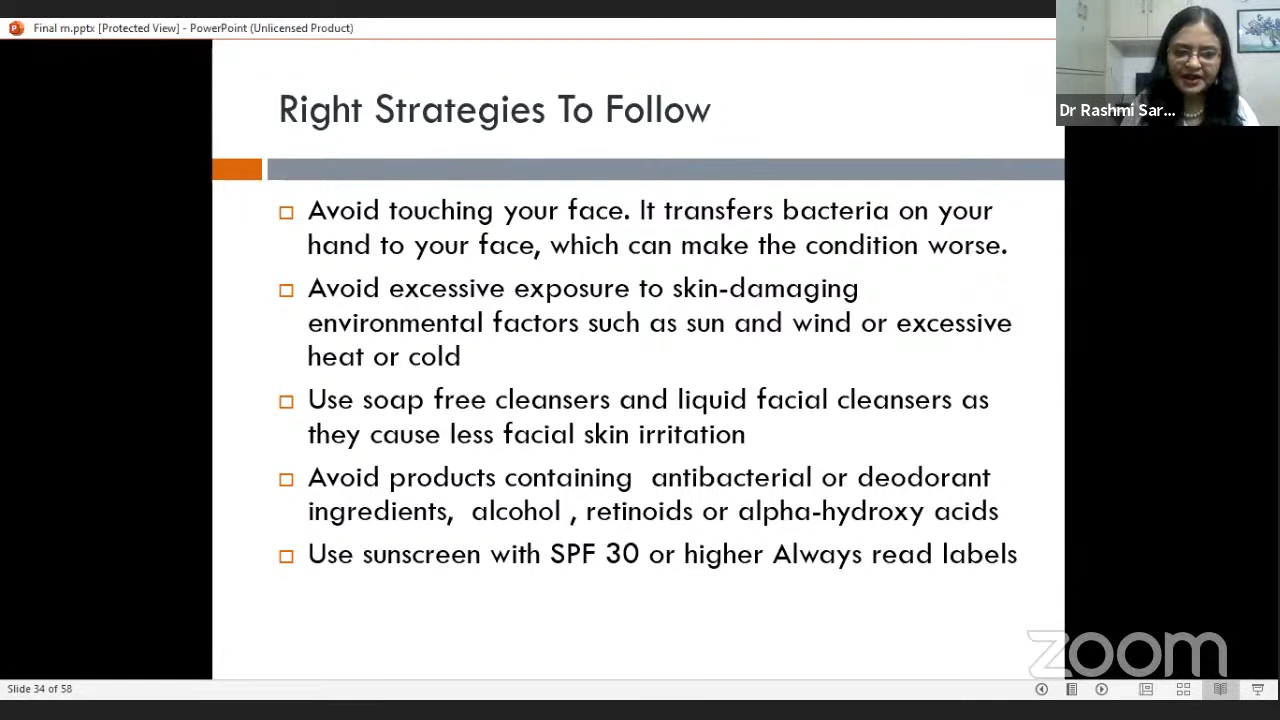 Final m.pptx [Protected View] - PowerPoint (Unlicensed Product)
Dr Rashmi Sar...
Right Strategies To Follow
Avoid touching your face. It transfers bacteria on your
hand to your face, which can make the condition worse.
Avoid excessive exposure to skin-damaging
environmental factors such as sun and wind or excessive
heat or cold
Use soap free cleansers and liquid facial cleansers as
they cause less facial skin irritation
Avoid products containing antibacterial or deodorant
ingredients, alcohol , retinoids or alpha-hydroxy acids
Use sunscreen with SPF 30 or higher Always read labels
zoom
Slide 34 of 58